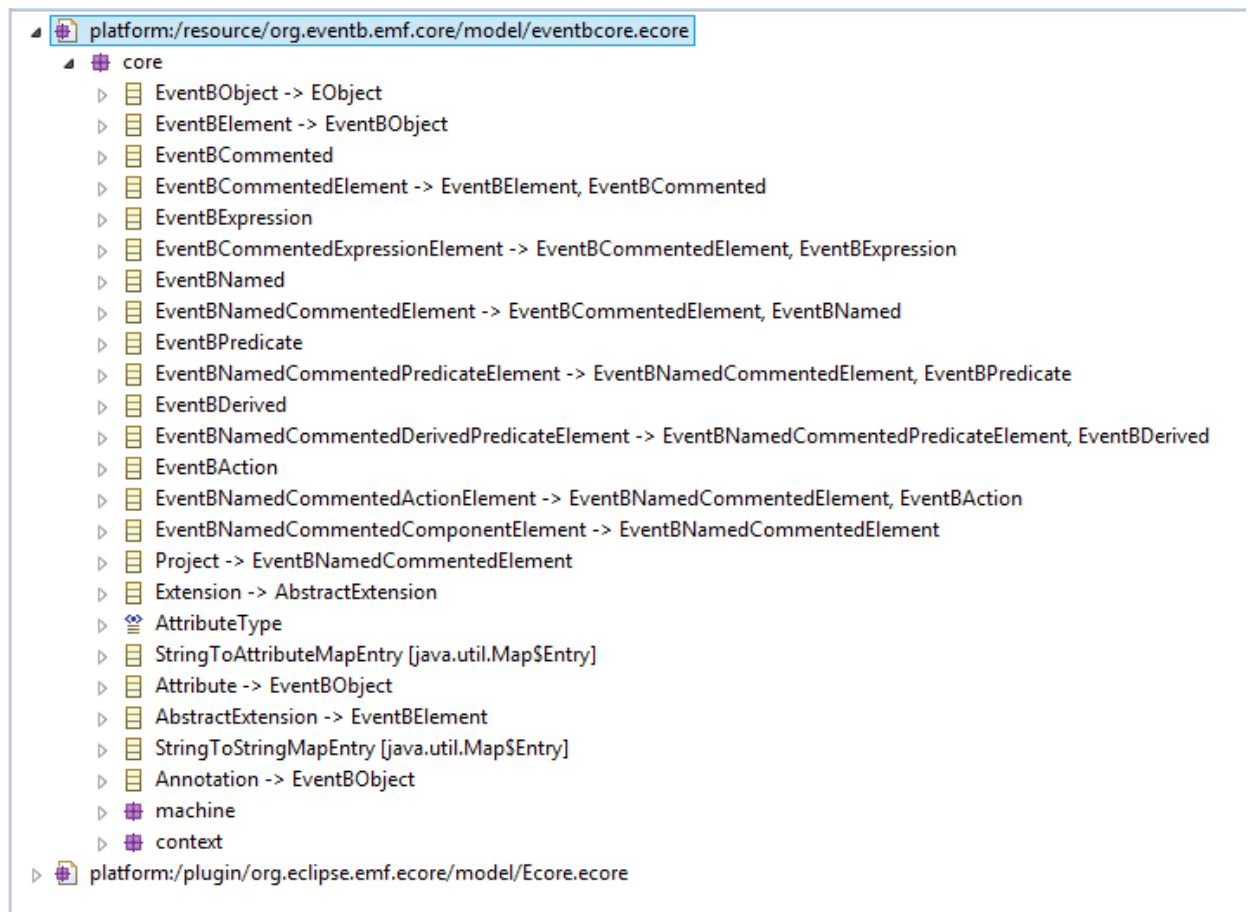 platform:/resource/org.eventb.emf.core/model/eventbcore.ecore
core
EventBObject -> EObject
EventBElement -> EventBObject
EventBCommented
EventBCommentedElement -> EventBElement, EventBCommented
EventBExpression
EventBCommentedExpressionElement -> EventBCommentedElement, EventBExpression
EventBNamed
EventBNamedCommentedElement -> EventBCommentedElement, EventBNamed
EventBPredicate
EventBNamedCommentedPredicateElement -> EventBNamedCommentedElement, EventBPredicate
EventBDerived
EventBNamedCommentedDerivedPredicateElement -> EventBNamedCommentedPredicateElement, EventBDerived
EventBAction
EventBNamedCommentedActionElement -> EventBNamedCommentedElement, EventBAction
EventBNamedCommentedComponentElement -> EventBNamedCommentedElement
Project -> EventBNamedCommentedElement
Extension -> AbstractExtension
AttributeType
StringToAttributeMapEntry [java.util.Map$Entry]
Attribute -> EventBObject
AbstractExtension -> EventBElement
StringToStringMapEntry [java.util.Map$Entry]
Annotation -> EventBObject
machine
context
platform:/plugin/org.eclipse.emf.ecore/model/Ecore.ecore